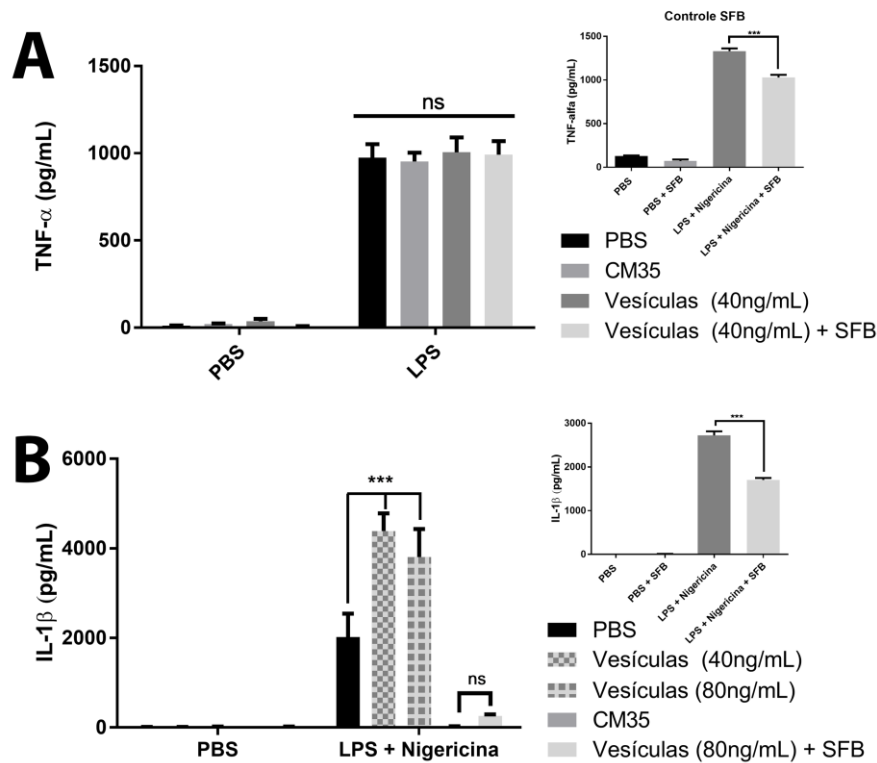 A
TNF-α (pg/mL)
1500
1000
500
0
ns
PBS
LPS
Controle SFB
TNF-alfa (pg/mL)
1500
1000
500
0
***
PBS
PBS + SFB
LPS + Nigericina
LPS + Nigericina + SFB
PBS
CM35
Vesículas (40ng/mL)
Vesículas (40ng/mL) + SFB
B
IL-1β (pg/mL)
6000
4000
2000
0
***
ns
PBS
LPS + Nigericina
IL-1β (pg/mL)
3000
2000
1000
0
***
PBS
PBS + SFB
LPS + Nigericina
LPS + Nigericina + SFB
PBS
Vesículas (40ng/mL)
Vesículas (80ng/mL)
CM35
Vesículas (80ng/mL) + SFB